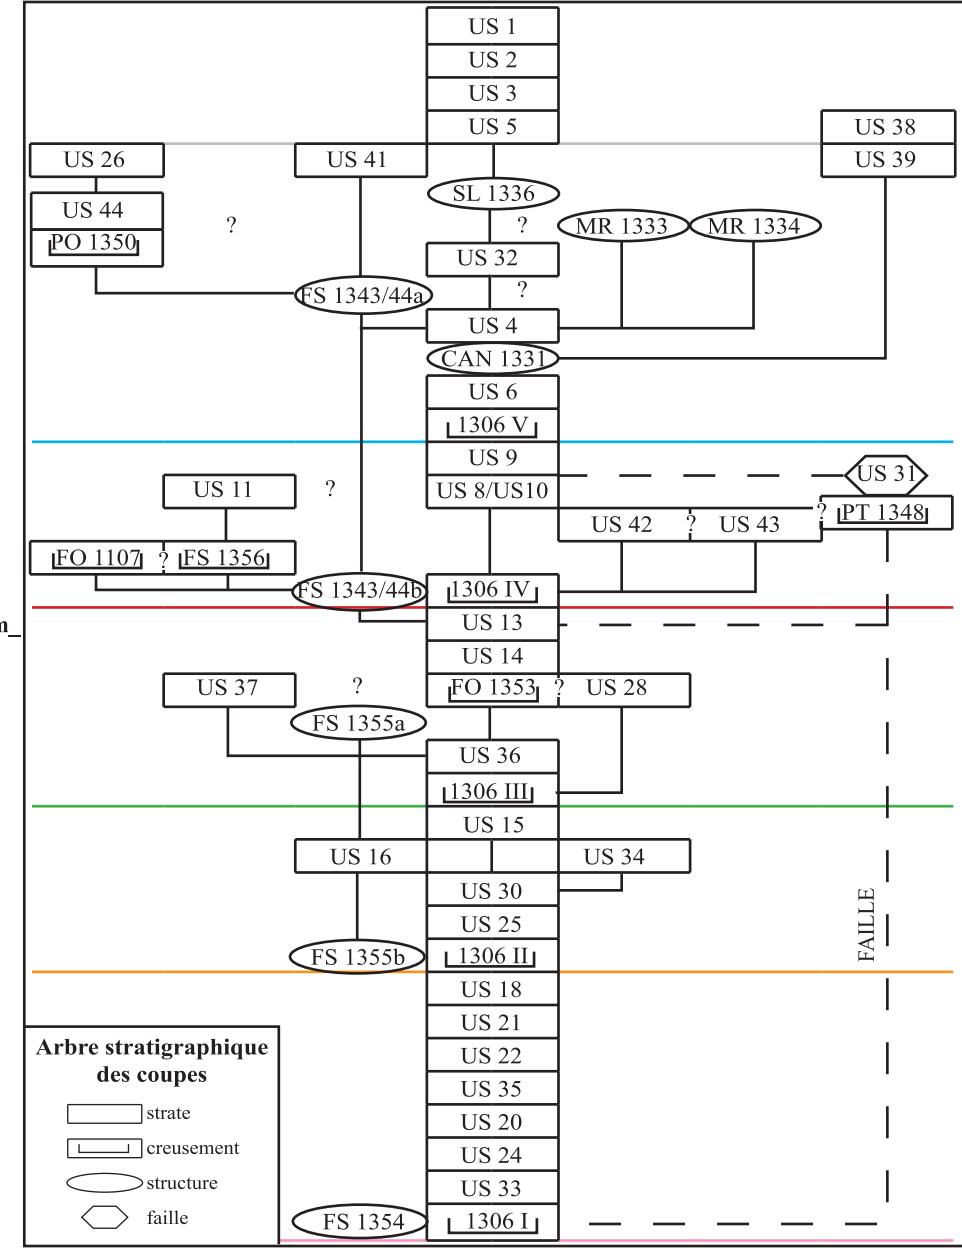 US 1
US 2
US 3
US 5
US 38
US 26
US 41
US 39
SL 1336
US 44
?
?
MR 1333
MR 1334
PO 1350
US 32
?
FS 1343/44a
US 4
CAN 1331
US 6
1306 V
US 9
US 31
US 11
?
US 8/US10
US 42
?
US 43
?
PT 1348
FO 1107
?
FS 1356
FS 1343/44b
1306 IV
m_
US 13
US 14
US 37
?
FO 1353
?
US 28
FS 1355a
US 36
1306 III
US 15
US 16
US 34
US 30
US 25
FAILLE
FS 1355b
1306 II
US 18
US 21
US 22
US 35
US 20
US 24
US 33
FS 1354
1306 I
Arbre stratigraphique
des coupes
strate
creusement
structure
faille